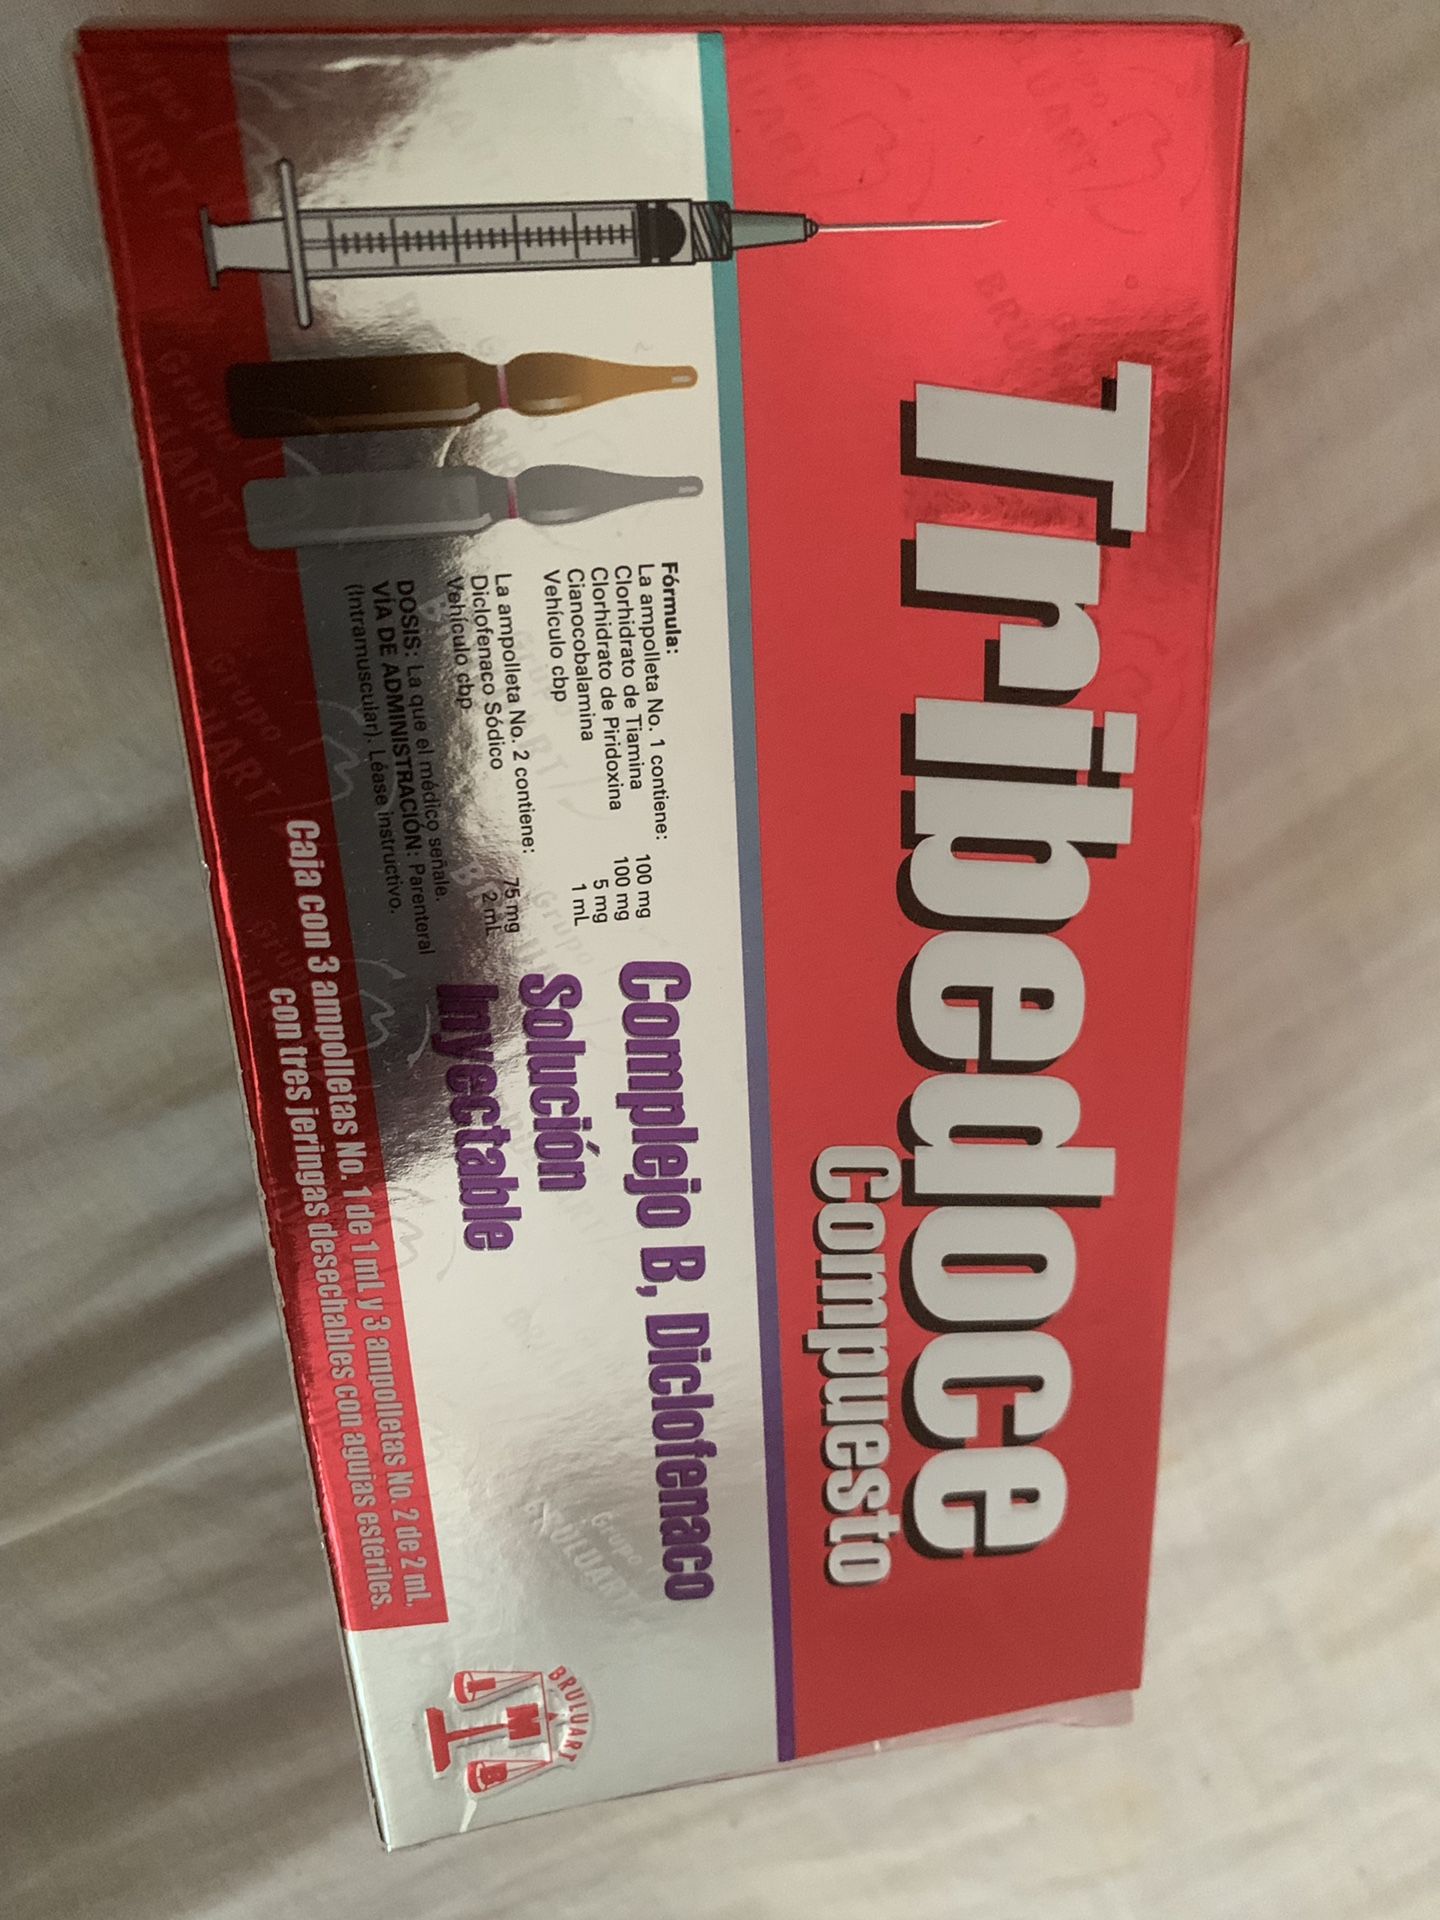 Tribedoce
Compuesto
Complejo B, Diclofenaco
Solución
Inyectable
Fórmula:
La ampolleta No. 1 contiene:
Clorhidrato de Tiamina 100 mg
Clorhidrato de Piridoxina 100 mg
Cianocobalamina 5 mg
Vehículo cbp 1 mL
La ampolleta No. 2 contiene:
Diclofenaco Sódico 75 mg
Vehículo cbp 2 mL
DOSIS: La que el médico señale.
VÍA DE ADMINISTRACIÓN: Parenteral
(Intramuscular). Léase instructivo.
Caja con 3 ampolletas No. 1 de 1 mL y 3 ampolletas No. 2 de 2 mL,
con tres jeringas desechables con agujas estériles.
BRULUART
L M B
Grupo
BRULUART